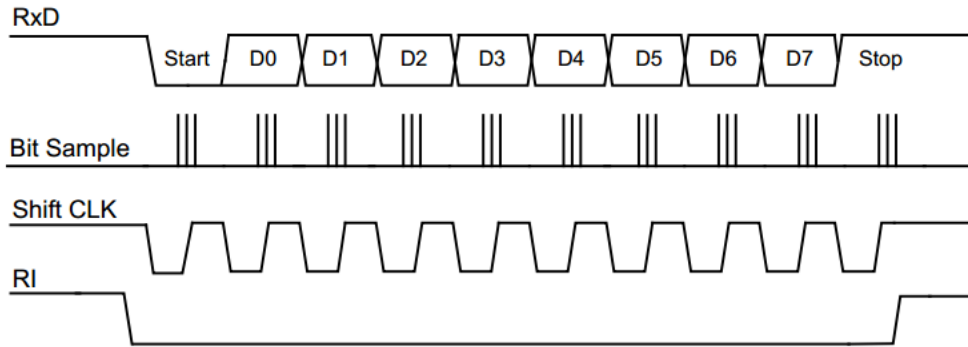 RxD
Start D0 D1 D2 D3 D4 D5 D6 D7 Stop
Bit Sample
Shift CLK
RI